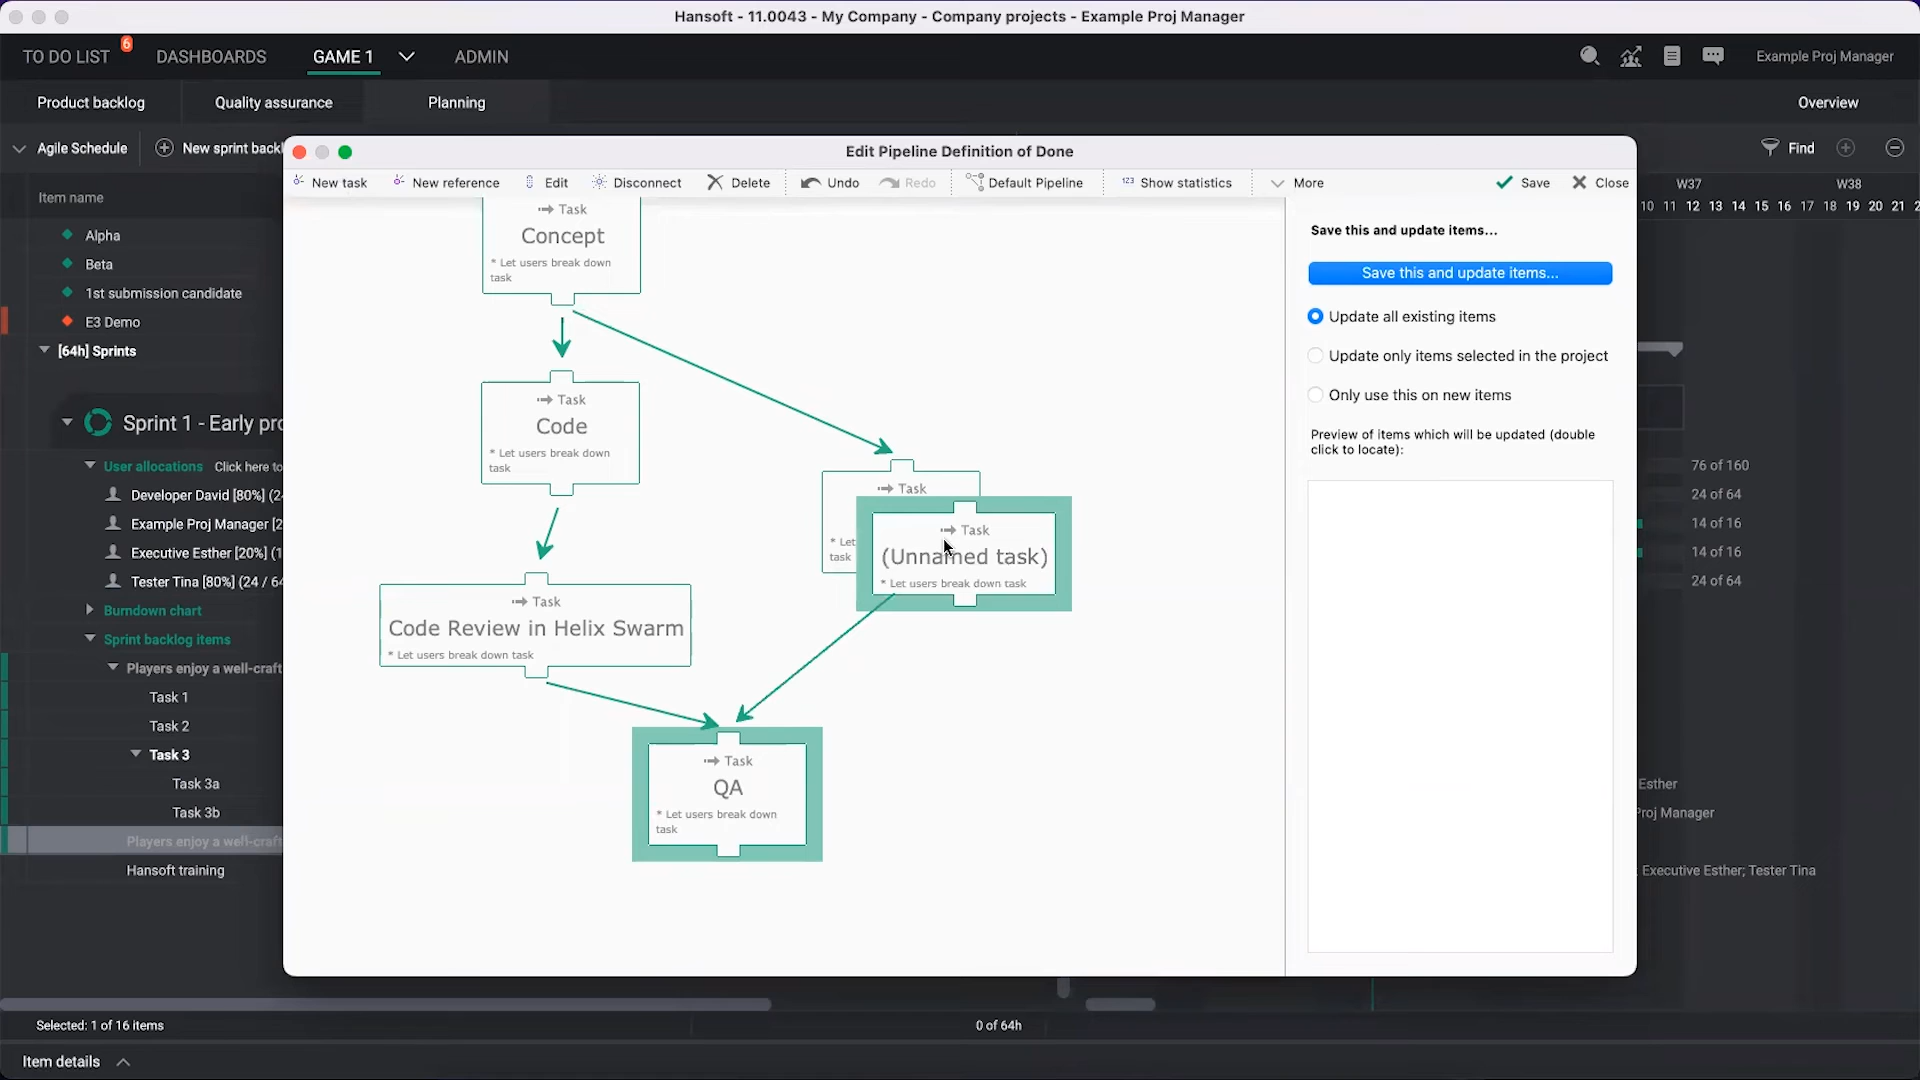 Hansoft - 11.0043 - My Company - Company projects - Example Proj Manager
TO DO LIST 6 DASHBOARDS GAME 1 ADMIN Example Proj Manager
Product backlog Quality assurance Planning Overview
Agile Schedule New sprint backl Find
Edit Pipeline Definition of Done
New task New reference Edit Disconnect Delete Undo Redo Default Pipeline 123 Show statistics More Save Close
W37 W38
Item name
10 11 12 13 14 15 16 17 18 19 20 21 2
Alpha
Beta
1st submission candidate
E3 Demo
[64h] Sprints
Sprint 1 - Early pro
User allocations Click here to
Developer David [80%] (2
Example Proj Manager [2
Executive Esther [20%] (1
Tester Tina [80%] (24 / 64
Burndown chart
Sprint backlog items
Players enjoy a well-craft
Task 1
Task 2
Task 3
Task 3a
Task 3b
Players enjoy a well-craft
Hansoft training
Task
Concept
* Let users break down
task
Task
Code
* Let users break down
task
Task
* Let
task
Task
(Unnamed task)
* Let users break down task
Task
Code Review in Helix Swarm
* Let users break down task
Task
QA
* Let users break down
task
Save this and update items...
Save this and update items...
Update all existing items
Update only items selected in the project
Only use this on new items
Preview of items which will be updated (double
click to locate):
76 of 160
24 of 64
14 of 16
14 of 16
24 of 64
Esther
Proj Manager
Executive Esther; Tester Tina
Selected: 1 of 16 items
0 of 64h
Item details